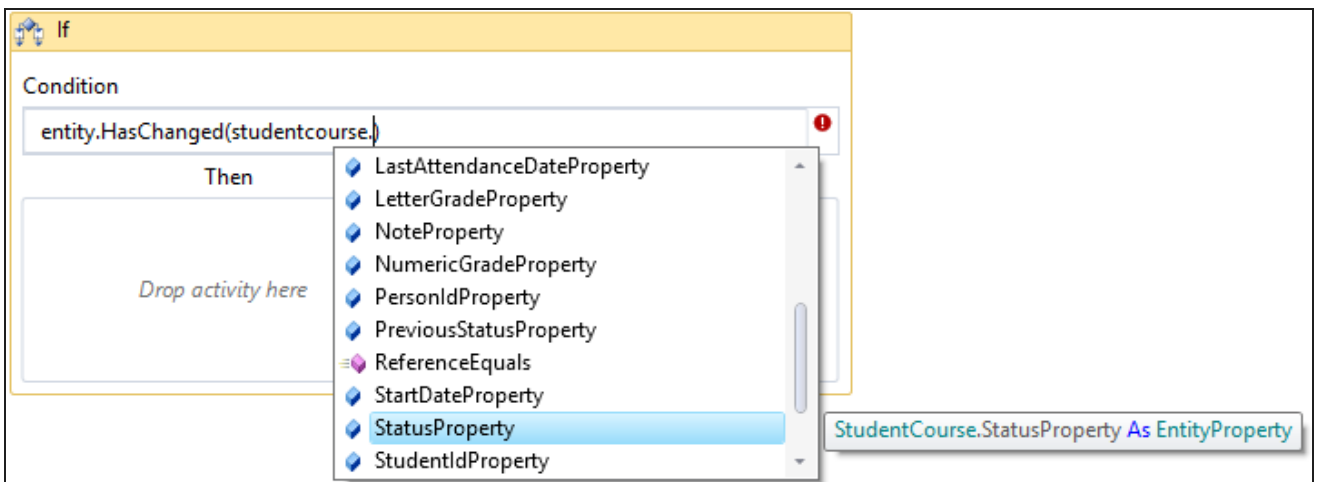 If
Condition
entity.HasChanged(studentcourse.)
Then
LastAttendanceDateProperty
LetterGradeProperty
NoteProperty
NumericGradeProperty
Drop activity here
PersonIdProperty
PreviousStatusProperty
ReferenceEquals
StartDateProperty
StatusProperty
StudentCourse.StatusProperty As EntityProperty
StudentIdProperty